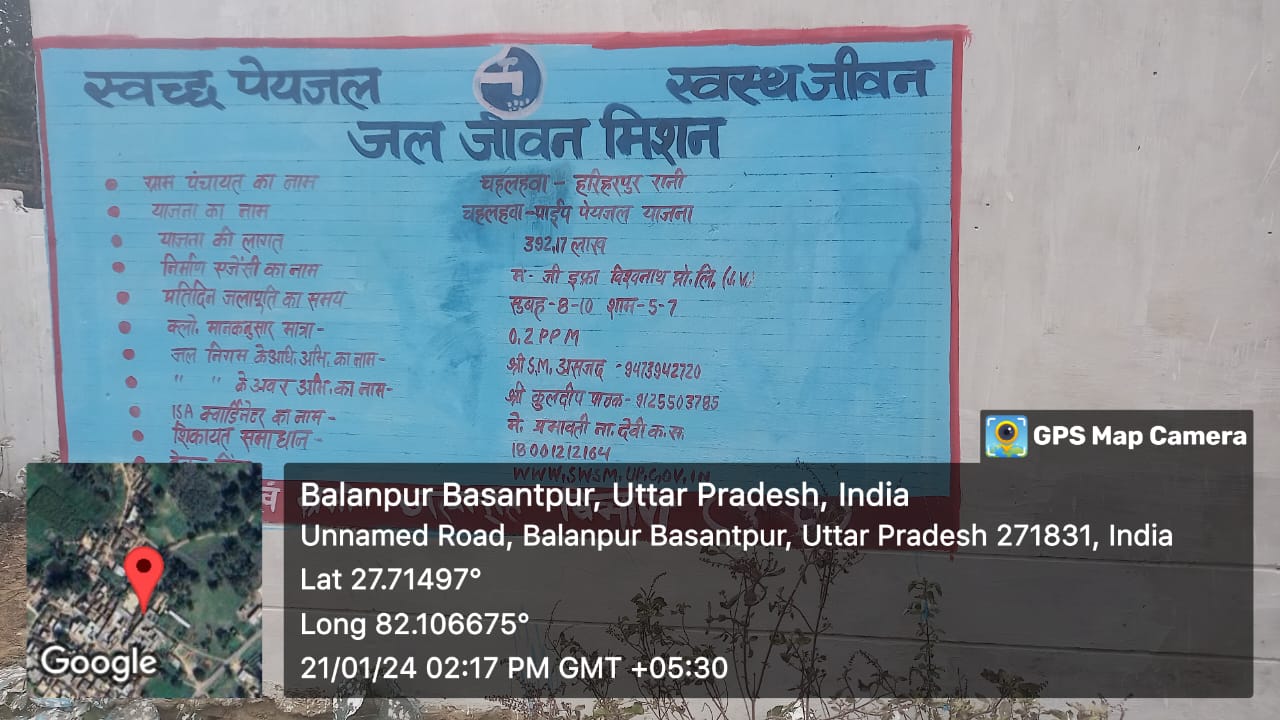 स्वच्छ पेयजल स्वस्थ जीवन
जल जीवन मिशन
ग्राम पंचायत का नाम चहलहवा - हरिहरपुर रानी
योजना का नाम चहलहवा-पाईप पेयजल योजना
योजना की लागत 392.17 लाख
निर्माण एजेंसी का नाम मे- जी इफ्रा विश्वनाथ प्रो.लि. (J.V.)
प्रतिदिन जलापूर्ति का समय सुबह-8-10 शाम-5-7
क्लो. मानकनुसार मात्रा - 0.2 PPM
जल निगम के अधि. अभि. का नाम- श्री S.M. असजद -9473942720
" " के अवर अभि. का नाम- श्री कुलदीप पाठक- 9125503785
ISA क्वार्डिनेटर का नाम - मे. प्रभावती ना. देवी क.स.
शिकायत समाधान - 18001212164
WWW.SWSM.UP.GOV.IN
GPS Map Camera
Balanpur Basantpur, Uttar Pradesh, India
Unnamed Road, Balanpur Basantpur, Uttar Pradesh 271831, India
Lat 27.71497°
Long 82.106675°
21/01/24 02:17 PM GMT +05:30
Google